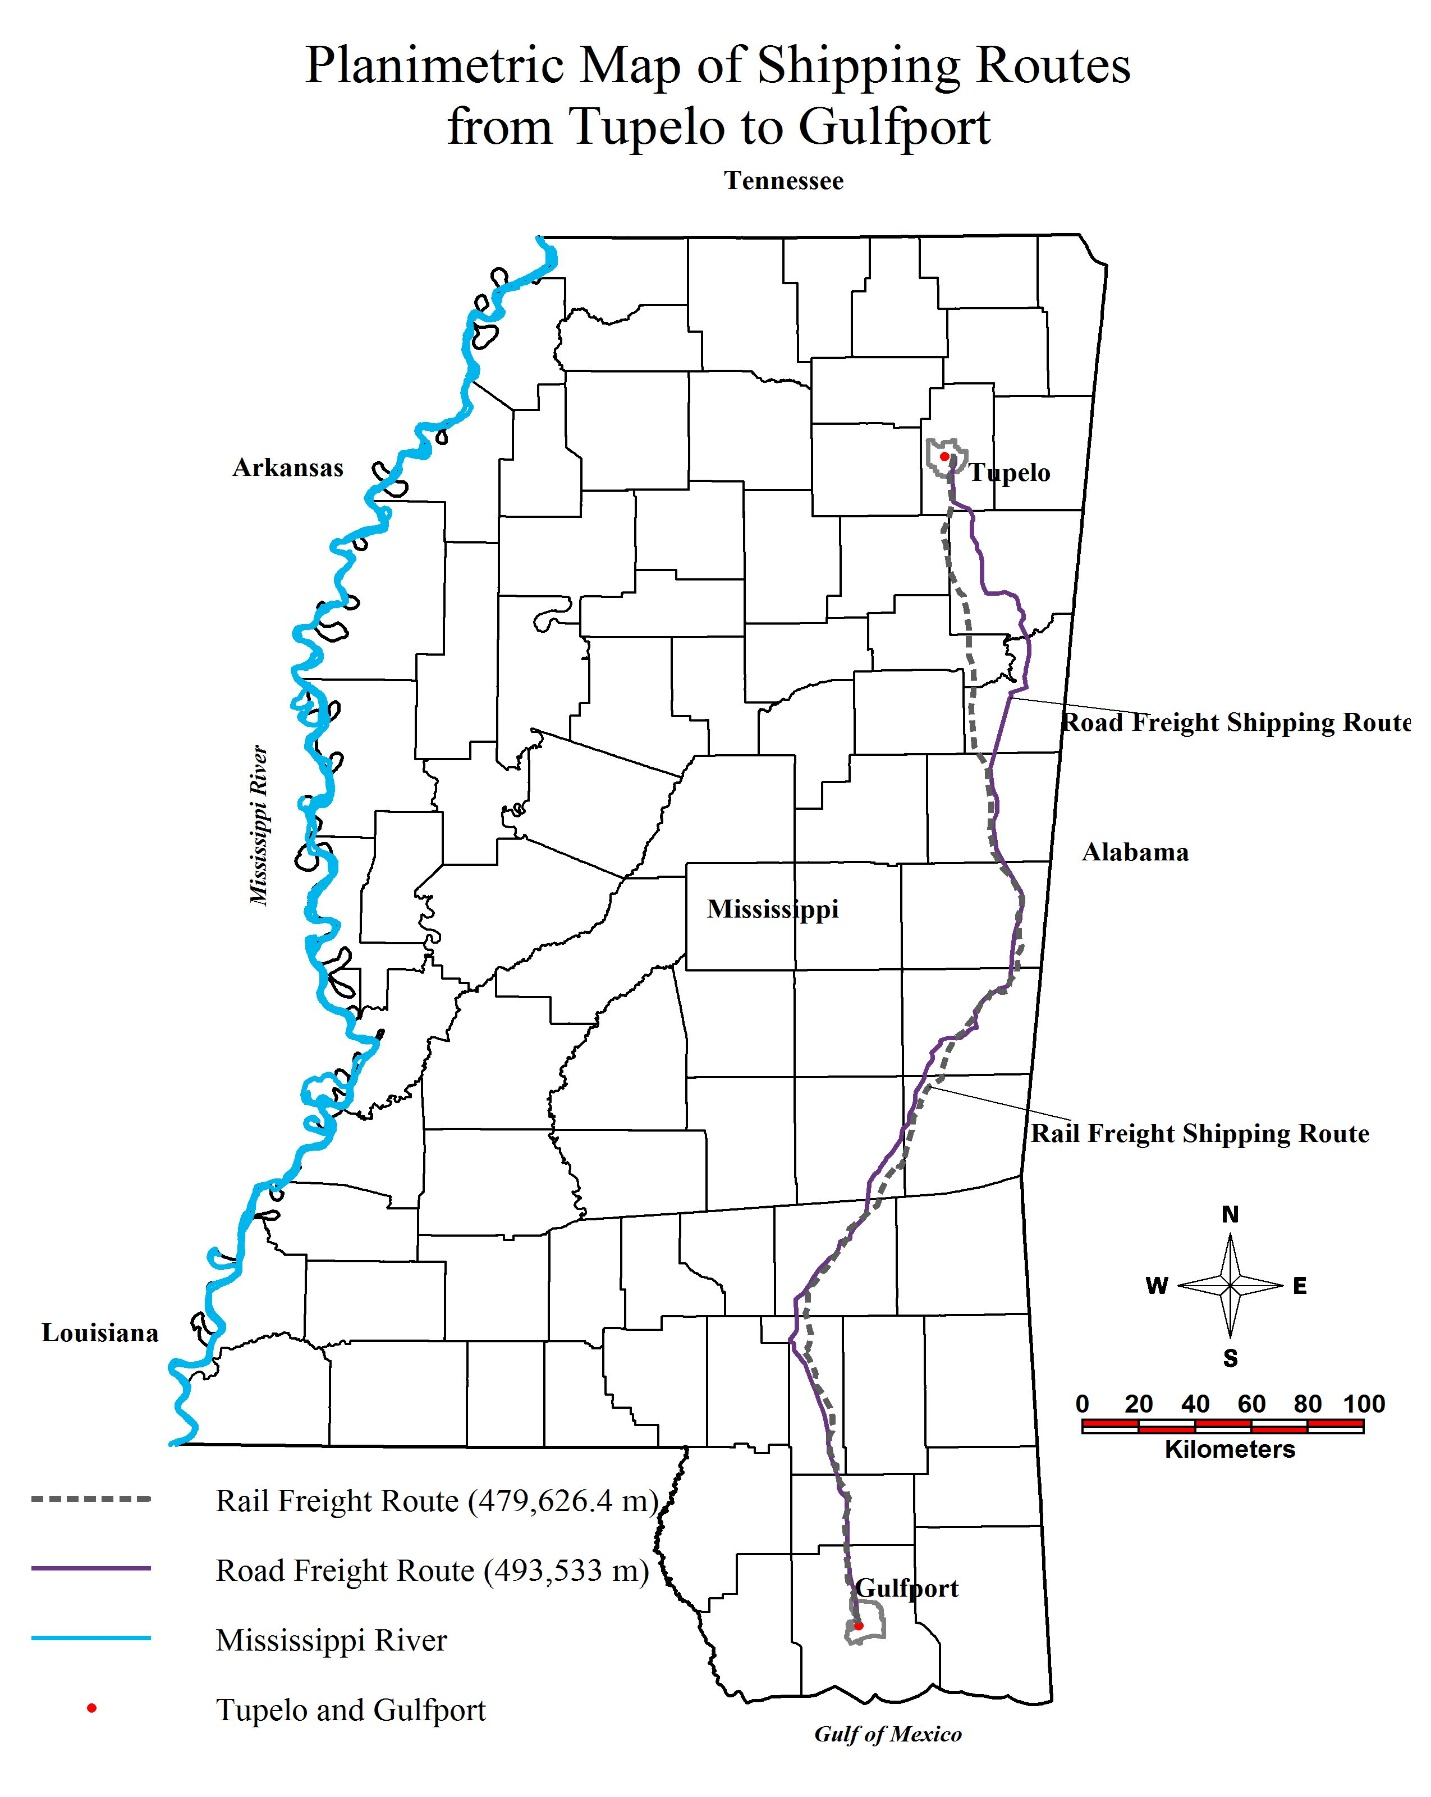 Planimetric Map of Shipping Routes
from Tupelo to Gulfport
Tennessee
Arkansas
Tupelo
Road Freight Shipping Route
Mississippi River
Alabama
Mississippi
Rail Freight Shipping Route
N
W E
S
Louisiana
0 20 40 60 80 100
Kilometers
Rail Freight Route (479,626.4 m)
Road Freight Route (493,533 m)
Mississippi River
Tupelo and Gulfport
Gulfport
Gulf of Mexico